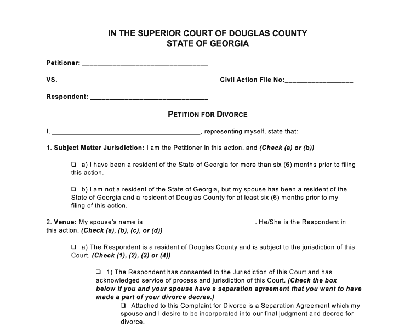 IN THE SUPERIOR COURT OF DOUGLAS COUNTY
STATE OF GEORGIA
Petitioner: ________________________________
VS. Civil Action File No:_________________
Respondent: ______________________________
PETITION FOR DIVORCE
I, ______________________________________, representing myself, state that:
1. Subject Matter Jurisdiction: I am the Petitioner in this action, and (Check (a) or (b))
❑ a) I have been a resident of the State of Georgia for more than six (6) months prior to filing
this action.
❑ b) I am not a resident of the State of Georgia, but my spouse has been a resident of the
State of Georgia and a resident of Douglas County for at least six (6) months prior to my
filing of this action.
2. Venue: My spouse's name is . He/She is the Respondent in
this action. (Check (a), (b), (c), or (d))
❑ a) The Respondent is a resident of Douglas County and is subject to the jurisdiction of this
Court. (Check (1), (2), (3) or (4))
❑ 1) The Respondent has consented to the Jurisdiction of this Court and has
acknowledged service of process and jurisdiction of this Court. (Check the box
below if you and your spouse have a separation agreement that you want to have
made a part of your divorce decree.)
❑ Attached to this Complaint for Divorce is a Separation Agreement which my
spouse and I desire to be incorporated into our final judgment and decree for
divorce.